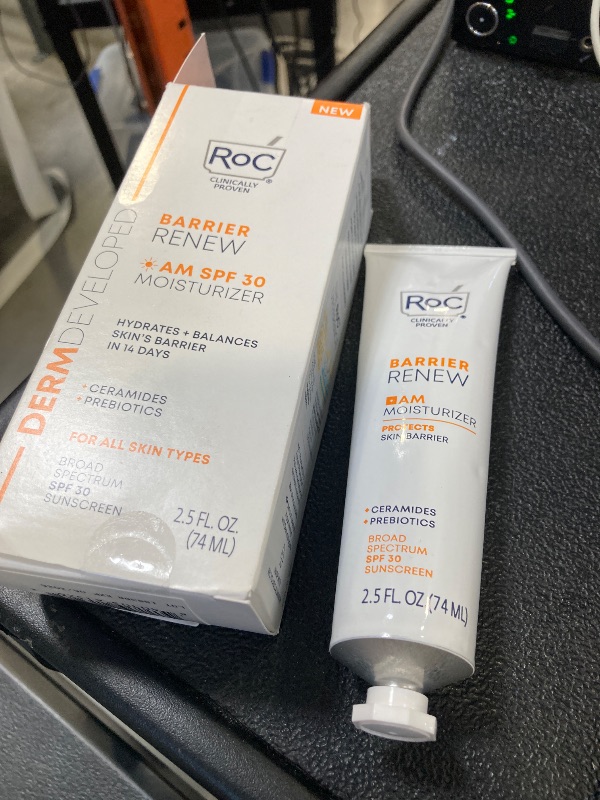 NEW
RoC
®
CLINICALLY
PROVEN
BARRIER
RENEW
AM SPF 30
MOISTURIZER
HYDRATES + BALANCES
SKIN'S BARRIER
IN 14 DAYS
+CERAMIDES
+PREBIOTICS
FOR ALL SKIN TYPES
BROAD
SPECTRUM
SPF 30
SUNSCREEN
2.5 FL. OZ.
(74 ML)
DERMDEVELOPED
RoC
CLINICALLY
PROVEN
BARRIER
RENEW
AM
MOISTURIZER
PROTECTS
SKIN BARRIER
+CERAMIDES
+PREBIOTICS
BROAD
SPECTRUM
SPF 30
SUNSCREEN
2.5 FL. OZ (74 ML)